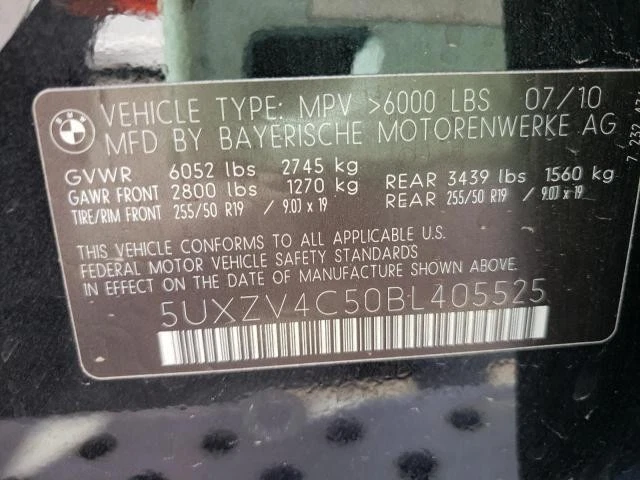 BMW
VEHICLE TYPE: MPV >6000 LBS 07/10
MFD BY BAYERISCHE MOTORENWERKE AG
GVWR 6052 lbs 2745 kg
GAWR FRONT 2800 lbs 1270 kg REAR 3439 lbs 1560 kg
TIRE/RIM FRONT 255/50 R19 / 9.0J x 19 REAR 255/50 R19 / 9.0J x 19
THIS VEHICLE CONFORMS TO ALL APPLICABLE U.S.
FEDERAL MOTOR VEHICLE SAFETY STANDARDS
IN EFFECT ON THE DATE OF MANUFACTURE SHOWN ABOVE.
5UXZV4C50BL405525